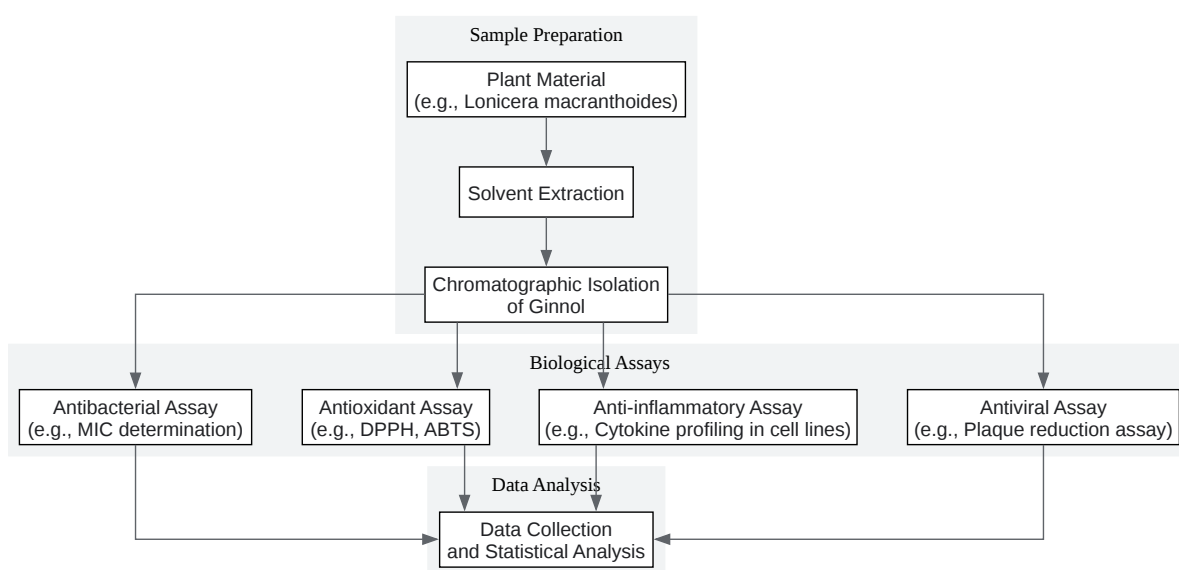 Sample Preparation
Plant Material
(e.g., Lonicera macranthoides)
Solvent Extraction
Chromatographic Isolation
of Ginnol
Biological Assays
Antibacterial Assay
(e.g., MIC determination)
Antioxidant Assay
(e.g., DPPH, ABTS)
Anti-inflammatory Assay
(e.g., Cytokine profiling in cell lines)
Antiviral Assay
(e.g., Plaque reduction assay)
Data Analysis
Data Collection
and Statistical Analysis